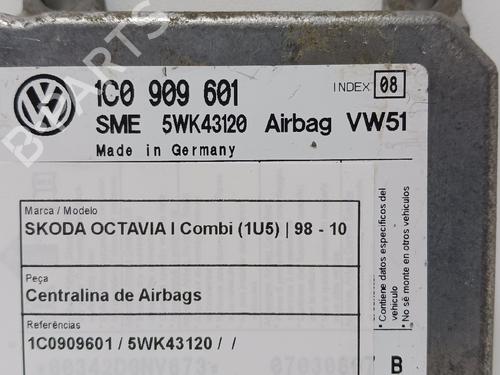 1C0 909 601
INDEX 08
SME 5WK43120 Airbag VW51
Made in Germany
Marca / Modelo
SKODA OCTAVIA I Combi (1U5) | 98 - 10
Peça
Centralina de Airbags
Referências
1C0909601 / 5WK43120 / /
* Contiene datos específicos del
vehículo
* No sé monte en otros vehículos
B